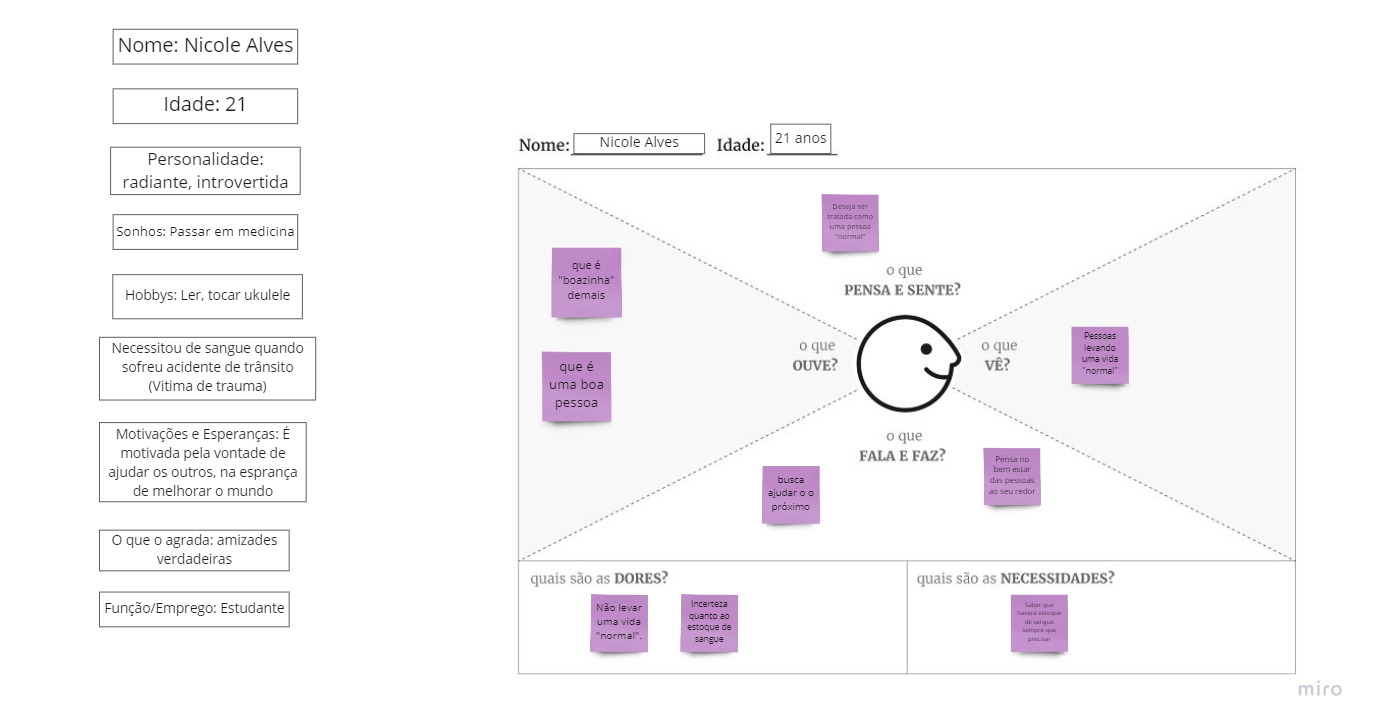 Nome: Nicole Alves
Idade: 21
Personalidade:
radiante, introvertida
Sonhos: Passar em medicina
Hobbys: Ler, tocar ukulele
Necessitou de sangue quando
sofreu acidente de trânsito
(Vitima de trauma)
Motivações e Esperanças: É
motivada pela vontade de
ajudar os outros, na esprança
de melhorar o mundo
O que o agrada: amizades
verdadeiras
Função/Emprego: Estudante
Nome: Nicole Alves Idade: 21 anos
Deseja ser
tratada como
uma pessoa
"normal"
o que
PENSA E SENTE?
que é
"boazinha"
demais
que é
uma boa
pessoa
o que
OUVE?
o que
VÊ?
Pessoas
levando
uma vida
"normal"
o que
FALA E FAZ?
busca
ajudar o o
próximo
Pensa no
bem estar
das pessoas
ao seu redor
quais são as DORES?
Não levar
uma vida
"normal".
Incerteza
quanto ao
estoque de
sangue
quais são as NECESSIDADES?
Saber que
haverá estoque
de sangue
sempre que
precisar
miro